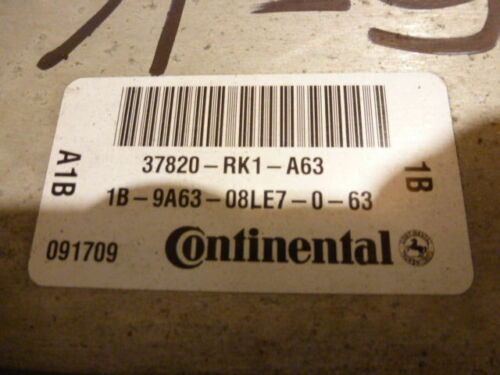 37820-RK1-A63
1B-9A63-08LE7-0-63
A1B
1B
091709
Continental